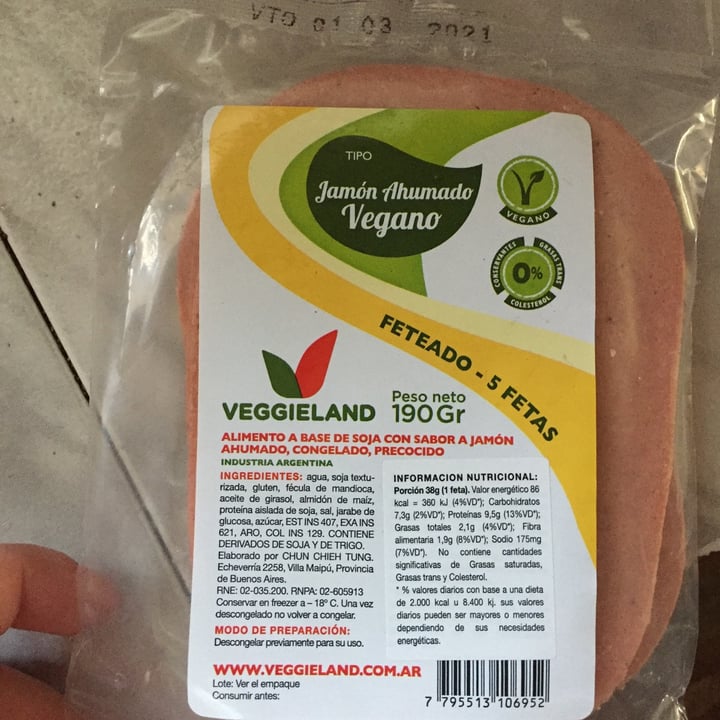 VTO 01 03 2021
TIPO
Jamón Ahumado
Vegano
VEGANO
CONSERVANTES
GRASAS TRANS
0%
COLESTEROL
FETEADO - 5 FETAS
VEGGIELAND
Peso neto
190Gr
ALIMENTO A BASE DE SOJA CON SABOR A JAMÓN
AHUMADO, CONGELADO, PRECOCIDO
INDUSTRIA ARGENTINA
INGREDIENTES: agua, soja textu-
rizada, gluten, fécula de mandioca,
aceite de girasol, almidón de maíz,
proteína aislada de soja, sal, jarabe de
glucosa, azúcar, EST INS 407, EXA INS
621, ARO, COL INS 129. CONTIENE
DERIVADOS DE SOJA Y DE TRIGO.
Elaborado por CHUN CHIEH TUNG.
Echeverría 2258, Villa Maipú, Provincia
de Buenos Aires.
RNE: 02-035.200. RNPA: 02-605913
Conservar en freezer a – 18º C. Una vez
descongelado no volver a congelar.
MODO DE PREPARACIÓN:
Descongelar previamente para su uso.
INFORMACION NUTRICIONAL:
Porción 38g (1 feta). Valor energético 86
kcal = 360 kJ (4%VD*); Carbohidratos
7,3g (2%VD*); Proteínas 9,5g (13%VD*);
Grasas totales 2,1g (4%VD*); Fibra
alimentaria 1,9g (8%VD*); Sodio 175mg
(7%VD*). No contiene cantidades
significativas de Grasas saturadas,
Grasas trans y Colesterol.
* % valores diarios con base a una dieta
de 2.000 kcal u 8.400 kj. sus valores
diarios pueden ser mayores o menores
dependiendo de sus necesidades
energéticas.
WWW.VEGGIELAND.COM.AR
Lote: Ver el empaque
Consumir antes:
7 795513 106952